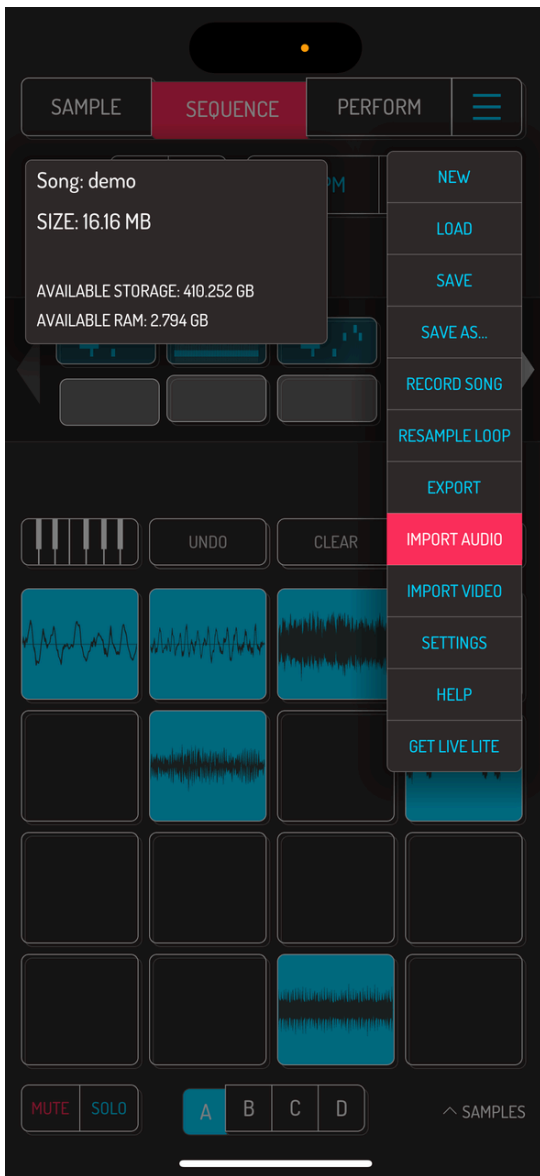 SAMPLE
SEQUENCE
PERFORM
Song: demo
SIZE: 16.16 MB
AVAILABLE STORAGE: 410.252 GB
AVAILABLE RAM: 2.794 GB
PM
NEW
LOAD
SAVE
SAVE AS...
RECORD SONG
RESAMPLE LOOP
EXPORT
IMPORT AUDIO
IMPORT VIDEO
SETTINGS
HELP
GET LIVE LITE
UNDO
CLEAR
MUTE
SOLO
A
B
C
D
SAMPLES